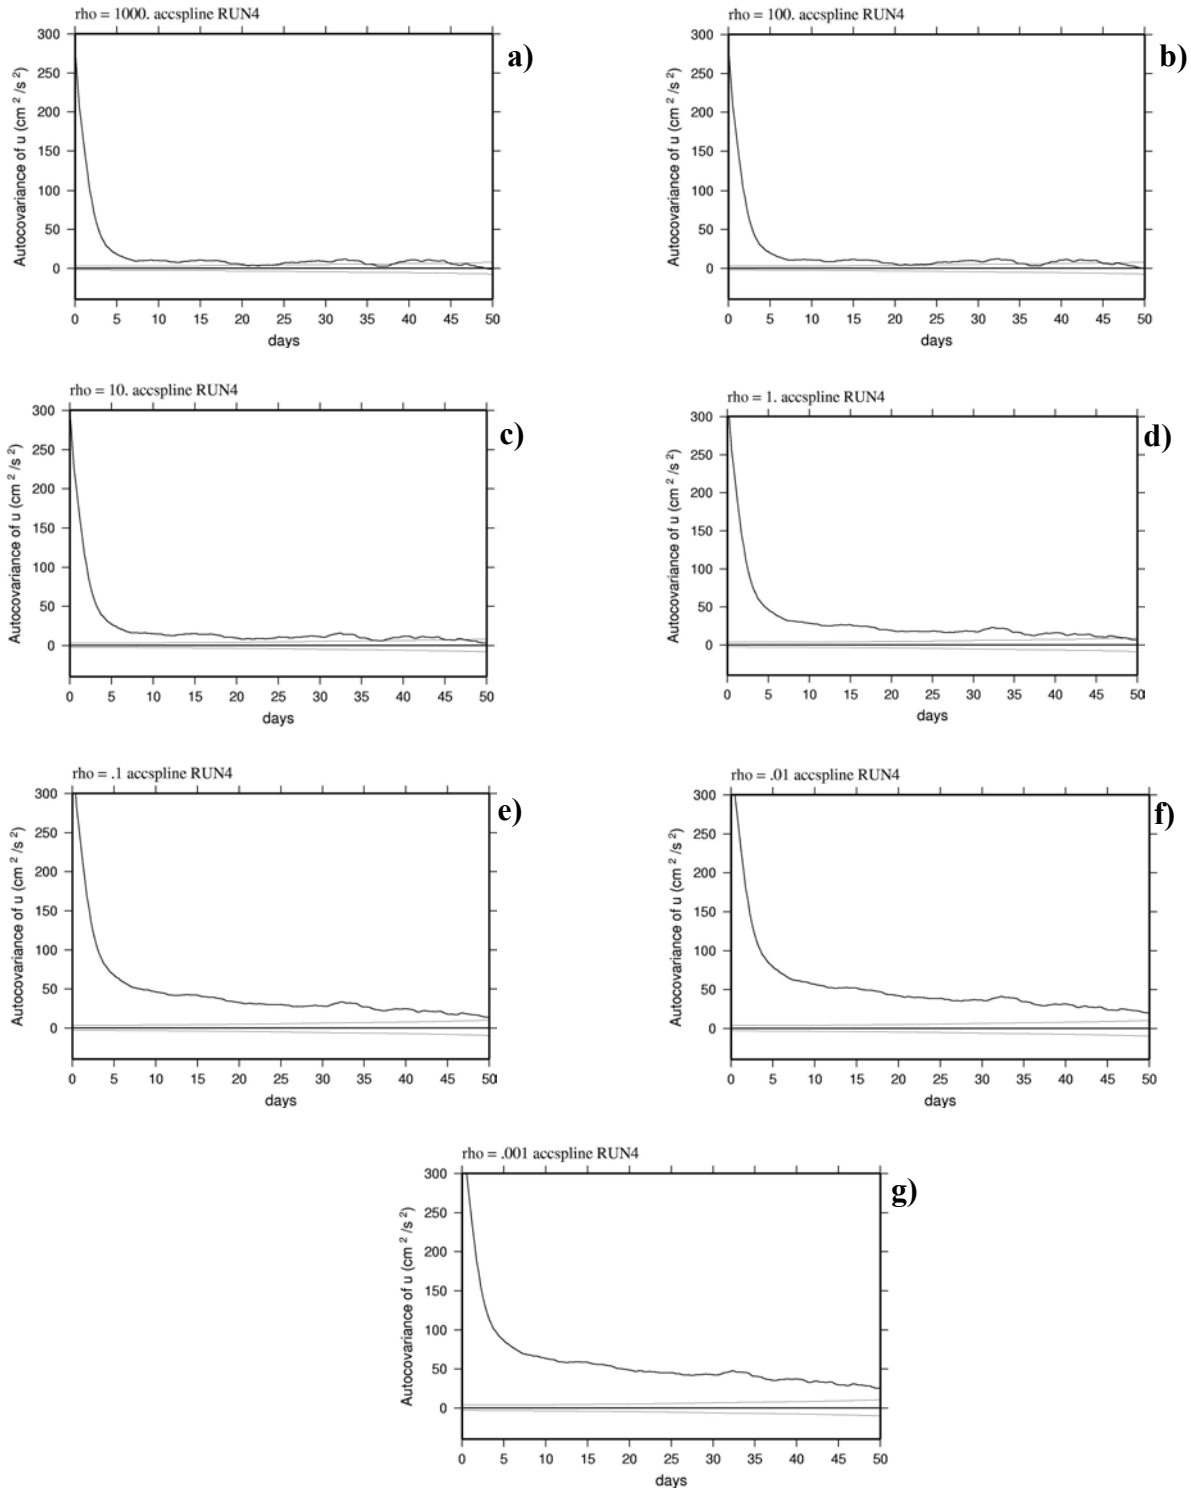 rho = 1000. accspline RUN4
a)
Autocovariance of u (cm 2 /s 2)
300
250
200
150
100
50
0
0 5 10 15 20 25 30 35 40 45 50
days
rho = 100. accspline RUN4
b)
Autocovariance of u (cm 2 /s 2)
300
250
200
150
100
50
0
0 5 10 15 20 25 30 35 40 45 50
days
rho = 10. accspline RUN4
c)
Autocovariance of u (cm 2 /s 2)
300
250
200
150
100
50
0
0 5 10 15 20 25 30 35 40 45 50
days
rho = 1. accspline RUN4
d)
Autocovariance of u (cm 2 /s 2)
300
250
200
150
100
50
0
0 5 10 15 20 25 30 35 40 45 50
days
rho = .1 accspline RUN4
e)
Autocovariance of u (cm 2 /s 2)
300
250
200
150
100
50
0
0 5 10 15 20 25 30 35 40 45 50
days
rho = .01 accspline RUN4
f)
Autocovariance of u (cm 2 /s 2)
300
250
200
150
100
50
0
0 5 10 15 20 25 30 35 40 45 50
days
rho = .001 accspline RUN4
g)
Autocovariance of u (cm 2 /s 2)
300
250
200
150
100
50
0
0 5 10 15 20 25 30 35 40 45 50
days